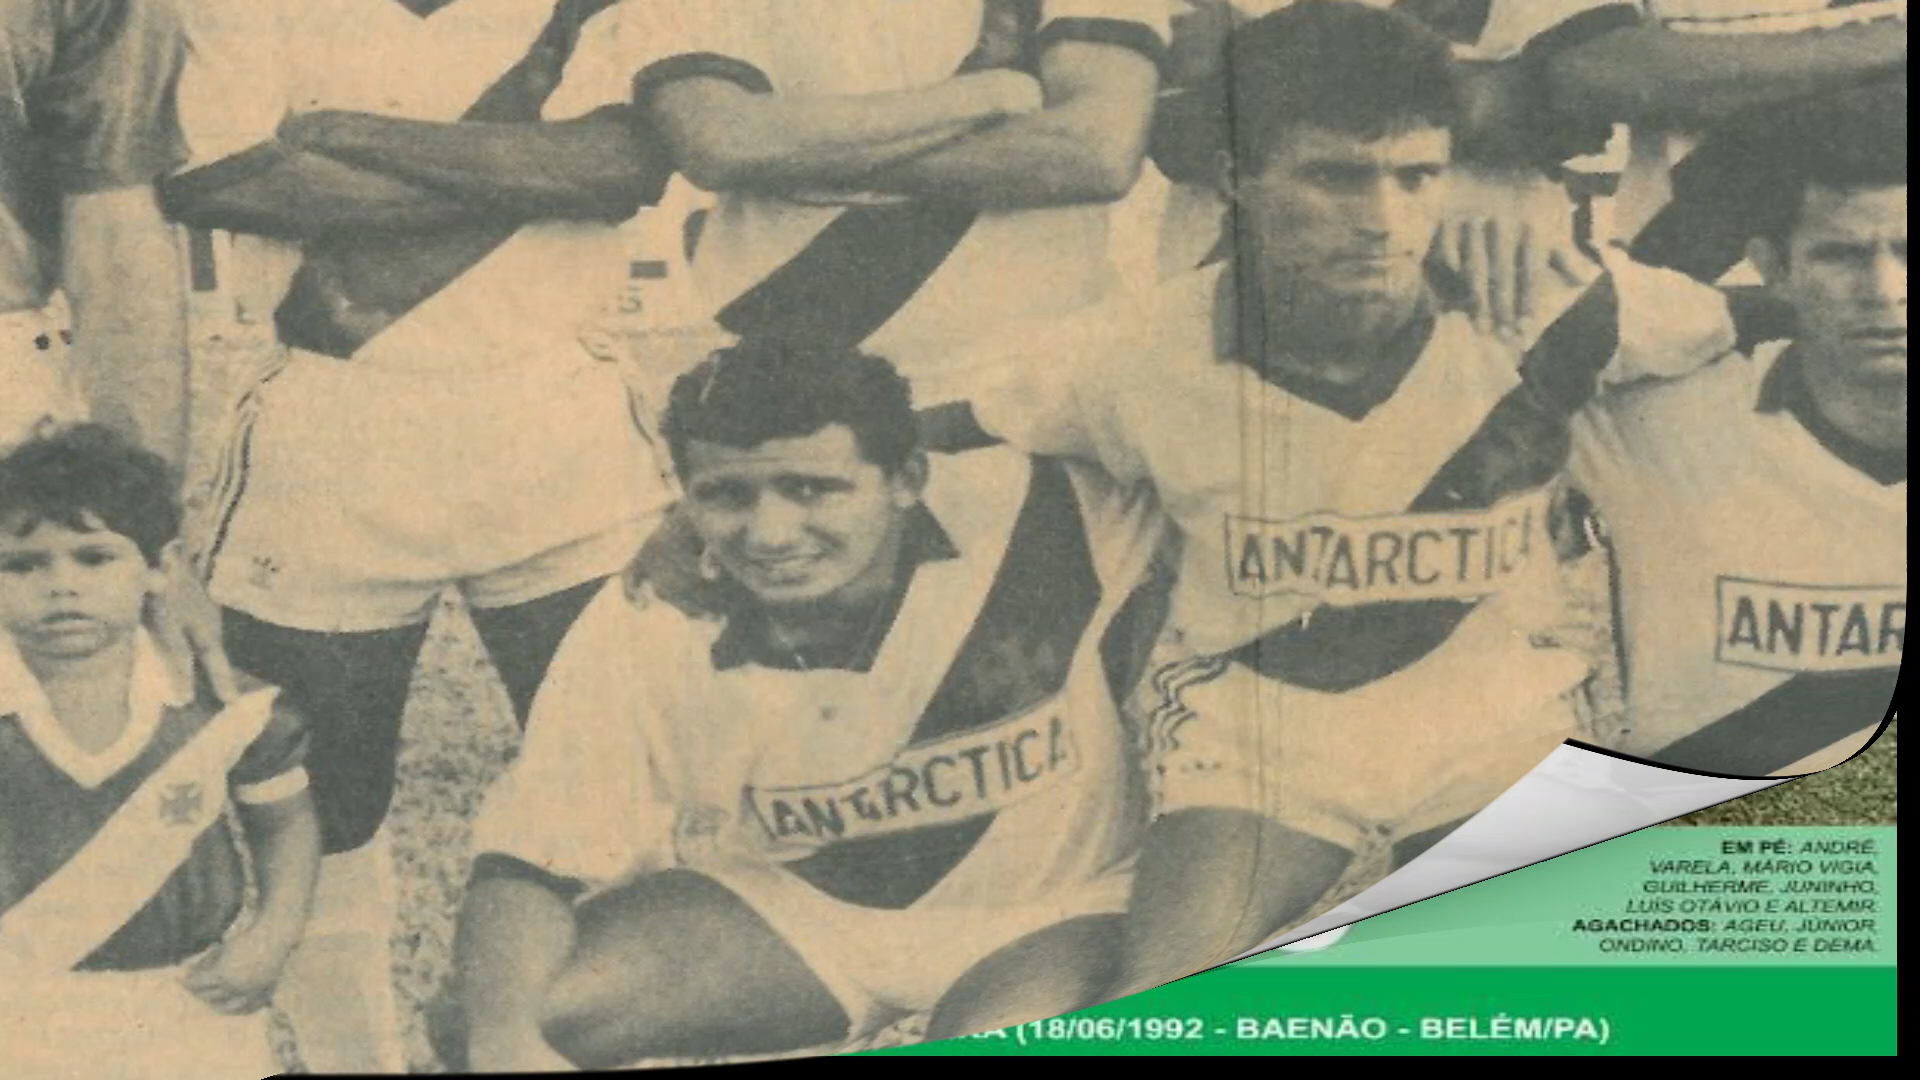 ANTARCTICA
ANTAR
ANTARCTICA
EM PÉ: ANDRÉ,
VARELA, MÁRIO VIGIA,
GUILHERME, JUNINHO,
LUÍS OTÁVIO E ALTEMIR.
AGACHADOS: AGEU, JÚNIOR,
ONDINO, TARCISO E DEMA.
(18/06/1992 - BAENÃO - BELÉM/PA)